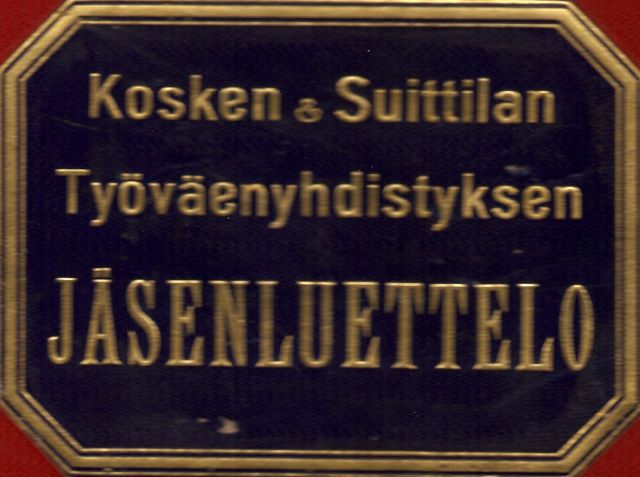 Kosken & Suittilan
Työväenyhdistyksen
JÄSENLUETTELO